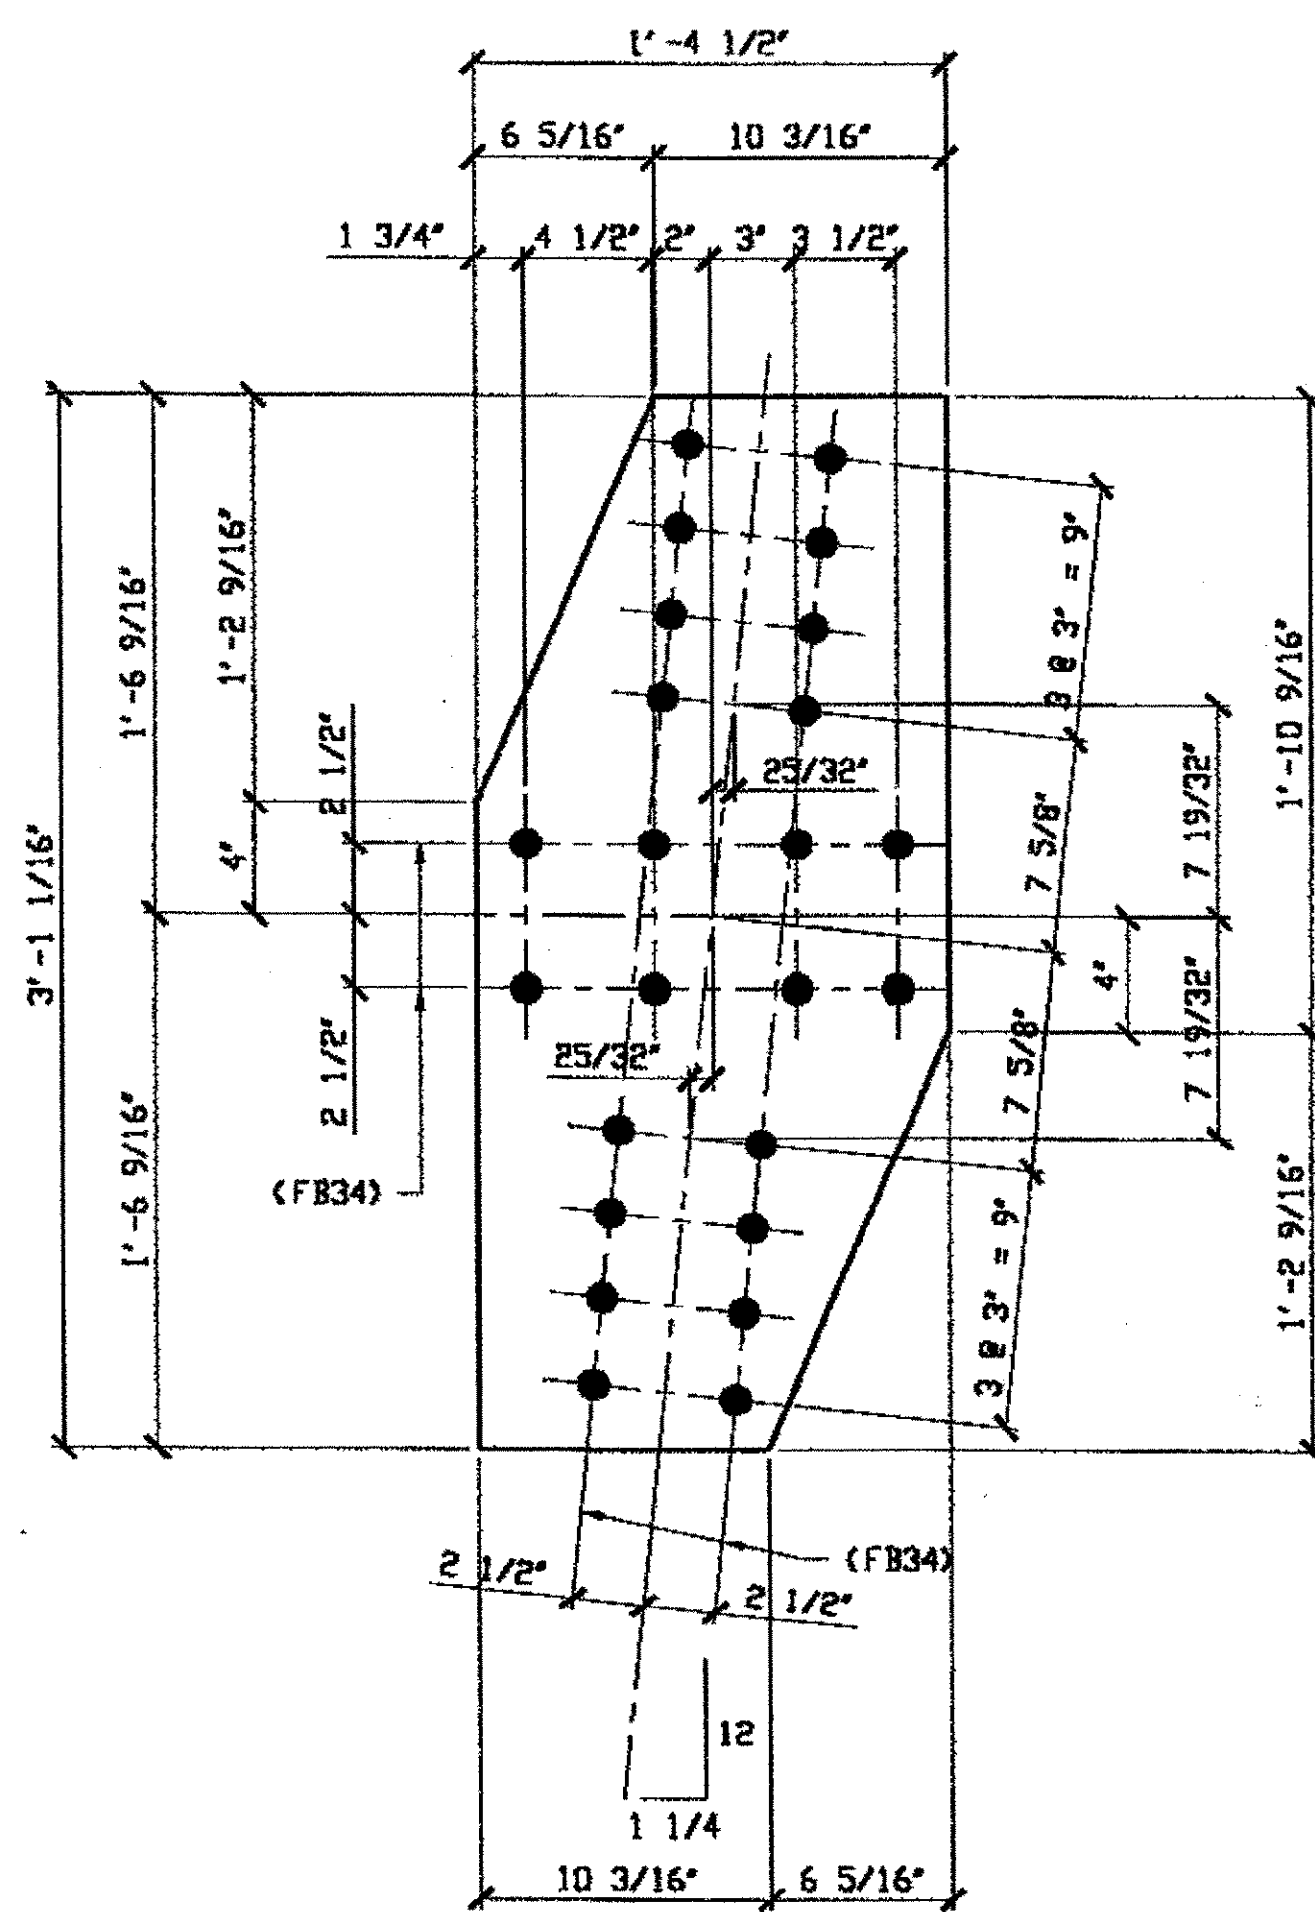 1'-4 1/2"
6 5/16" 10 3/16"
1 3/4" 4 1/2" 2" 3" 3 1/2"
3'-1 1/16"
1'-6 9/16"
1'-6 9/16"
1'-2 9/16"
4"
2 1/2"
2 1/2"
(FB34)
25/32"
25/32"
3 @ 3" = 9"
7 5/8"
7 5/8"
3 @ 3" = 9"
4"
7 19/32"
7 19/32"
1'-10 9/16"
1'-2 9/16"
2 1/2" 2 1/2"
(FB34)
12
1 1/4
10 3/16" 6 5/16"